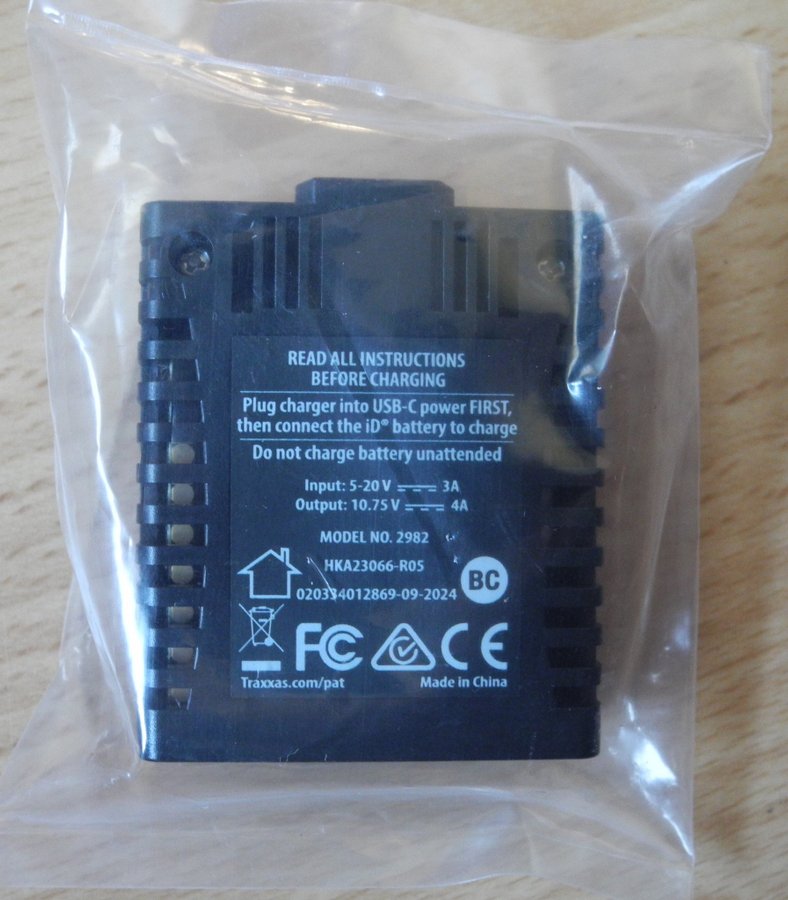 READ ALL INSTRUCTIONS
BEFORE CHARGING
Plug charger into USB-C power FIRST,
then connect the iD® battery to charge
Do not charge battery unattended
Input: 5-20 V ⎓ 3A
Output: 10.75 V ⎓ 4A
MODEL NO. 2982
HKA23066-R05
BC
020334012869-09-2024
FC CE
Traxxas.com/pat Made in China